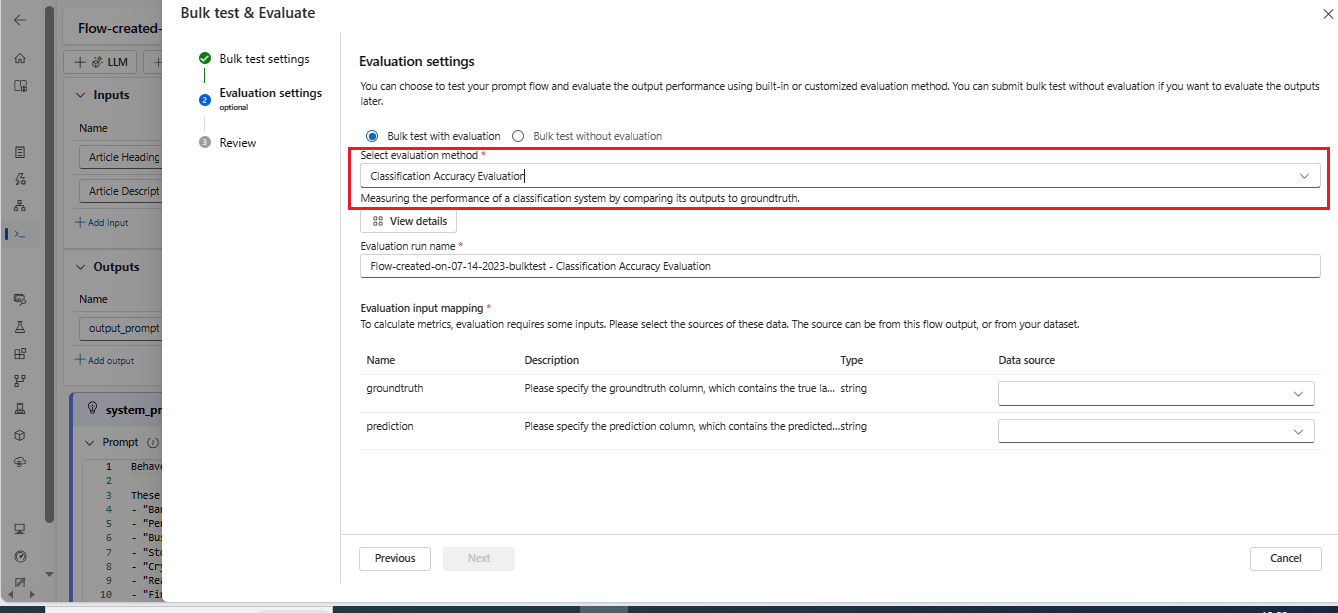 Bulk test & Evaluate
Flow-created-
LLM
Inputs
Name
Article Heading
Article Descript
Add Input
Outputs
Name
output_prompt
Add output
system_pr
Prompt
1 Behave
2
3 These
4 - "Ban
5 - "Per
6 - "Bus
7 - "Sto
8 - "Cry
9 - "Rea
10 - "Fin
Bulk test settings
2 Evaluation settings
optional
3 Review
Evaluation settings
You can choose to test your prompt flow and evaluate the output performance using built-in or customized evaluation method. You can submit bulk test without evaluation if you want to evaluate the outputs
later.
Bulk test with evaluation Bulk test without evaluation
Select evaluation method *
Classification Accuracy Evaluation
Measuring the performance of a classification system by comparing its outputs to groundtruth.
View details
Evaluation run name *
Flow-created-on-07-14-2023-bulktest - Classification Accuracy Evaluation
Evaluation input mapping *
To calculate metrics, evaluation requires some inputs. Please select the sources of these data. The source can be from this flow output, or from your dataset.
Name Description Type Data source
groundtruth Please specify the groundtruth column, which contains the true la... string
prediction Please specify the prediction column, which contains the predicted...string
Previous Next Cancel